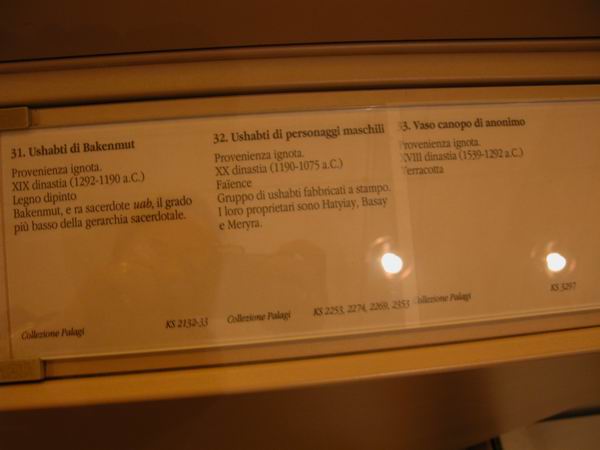 31. Ushabti di Bakenmut
Provenienza ignota.
XIX dinastia (1292-1190 a.C.)
Legno dipinto
Bakenmut, e ra sacerdote uab, il grado
più basso della gerarchia sacerdotale.
Collezione Palagi
KS 2132-33
32. Ushabti di personaggi maschili
Provenienza ignota.
XX dinastia (1190-1075 a.C.)
Faïence
Gruppo di ushabti fabbricati a stampo.
I loro proprietari sono Hatyiay, Basay
e Meryra.
Collezione Palagi
KS 2253, 2274, 2269, 2353
33. Vaso canopo di anonimo
Provenienza ignota.
XVIII dinastia (1539-1292 a.C.)
Terracotta
Collezione Palagi
KS 3297